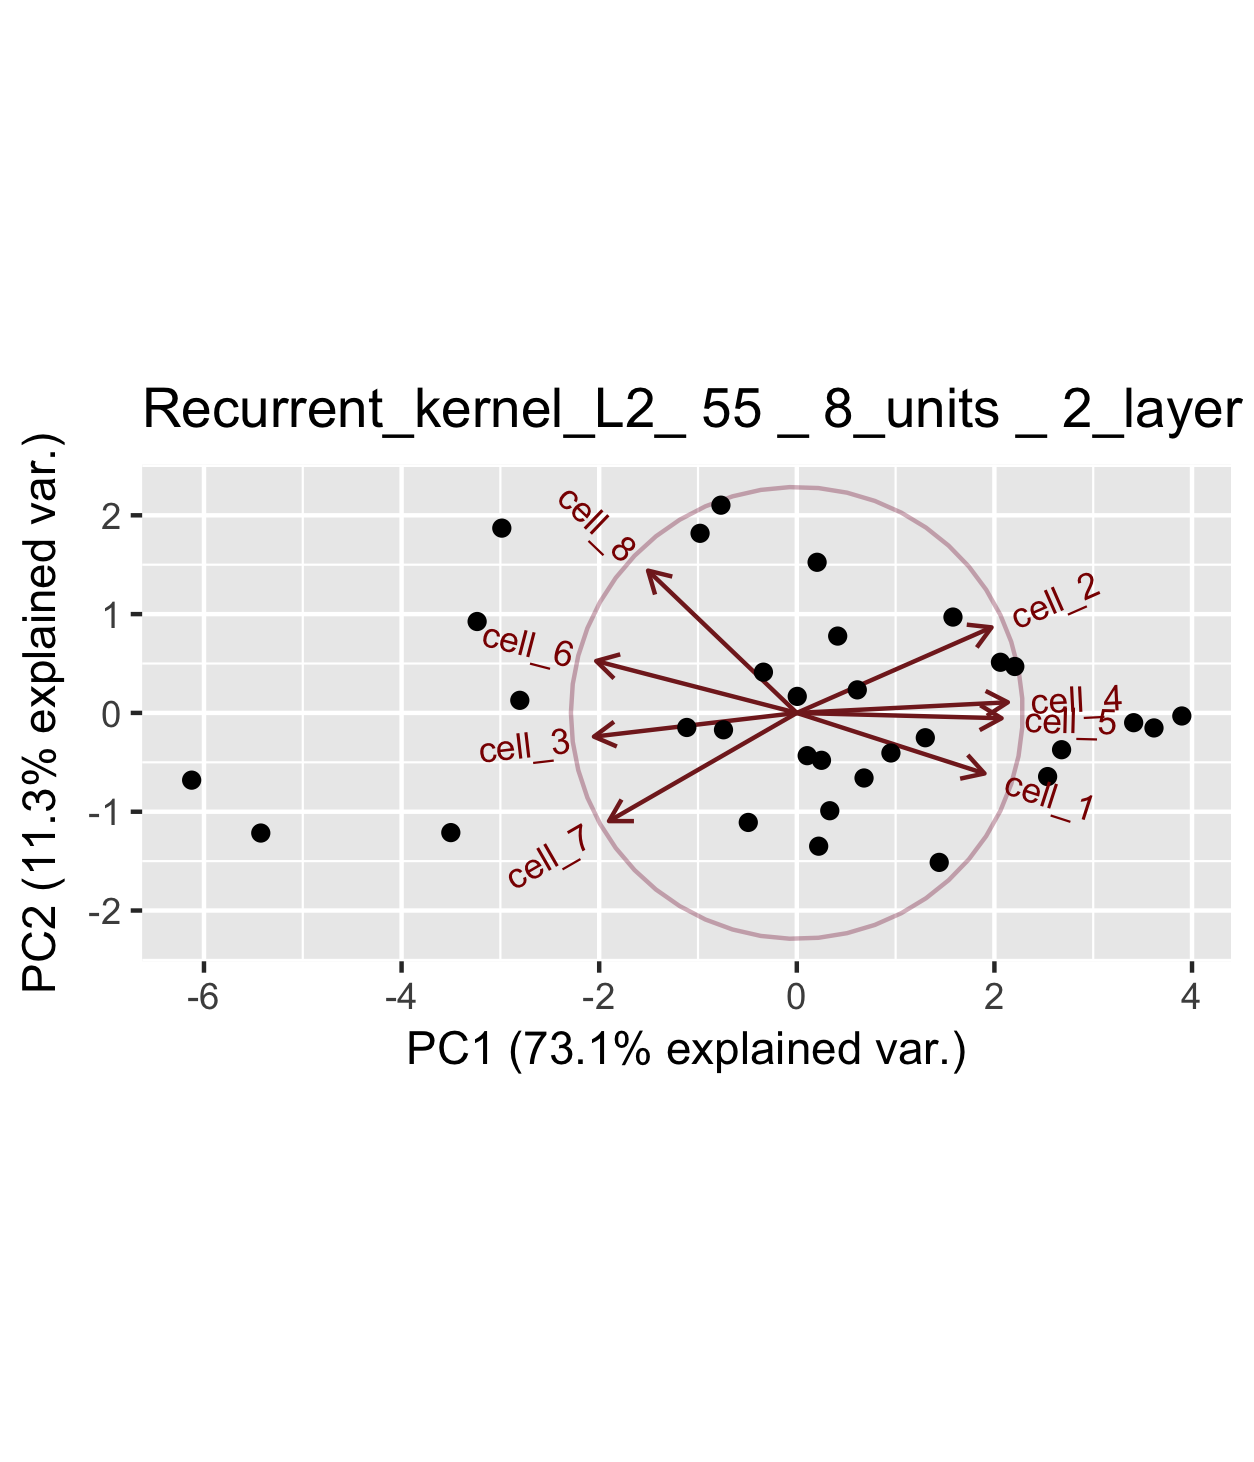 Recurrent_kernel_L2_ 55 _ 8_units _ 2_layer
PC2 (11.3% explained var.)
2
1
0
-1
-2
cell_8
cell_2
cell_6
cell_4
cell_5
cell_3
cell_1
cell_7
-6
-4
-2
0
2
4
PC1 (73.1% explained var.)